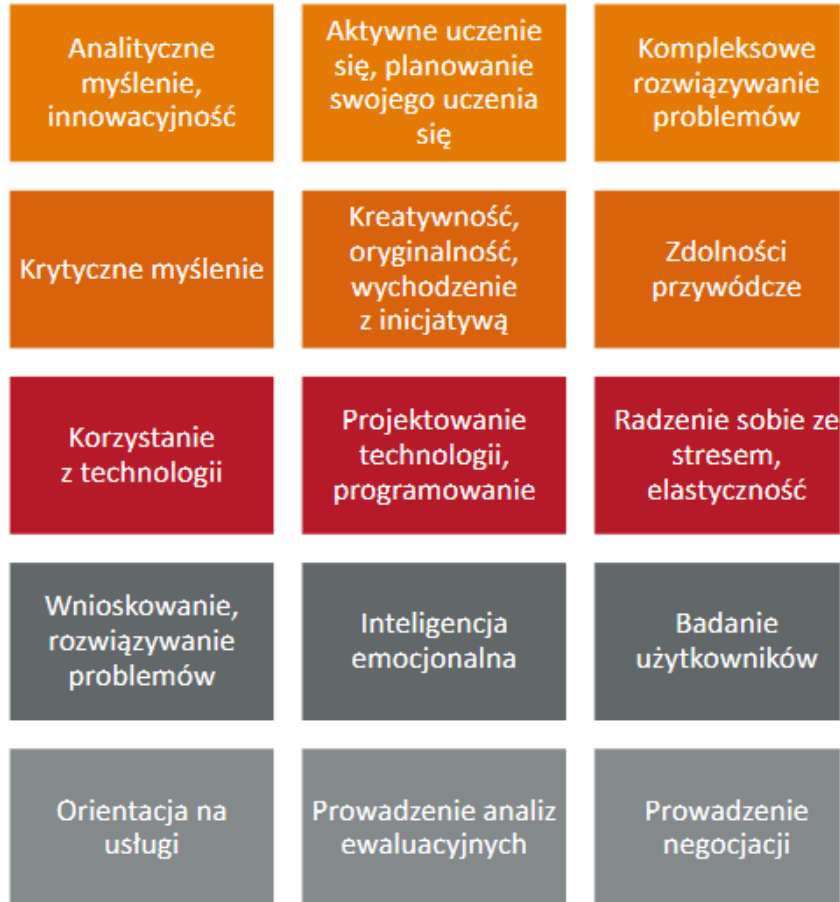 Analityczne
myślenie,
innowacyjność
Aktywne uczenie
się, planowanie
swojego uczenia
się
Kompleksowe
rozwiązywanie
problemów
Krytyczne myślenie
Kreatywność,
oryginalność,
wychodzenie
z inicjatywą
Zdolności
przywódcze
Korzystanie
z technologii
Projektowanie
technologii,
programowanie
Radzenie sobie ze
stresem,
elastyczność
Wnioskowanie,
rozwiązywanie
problemów
Inteligencja
emocjonalna
Badanie
użytkowników
Orientacja na
usługi
Prowadzenie analiz
ewaluacyjnych
Prowadzenie
negocjacji